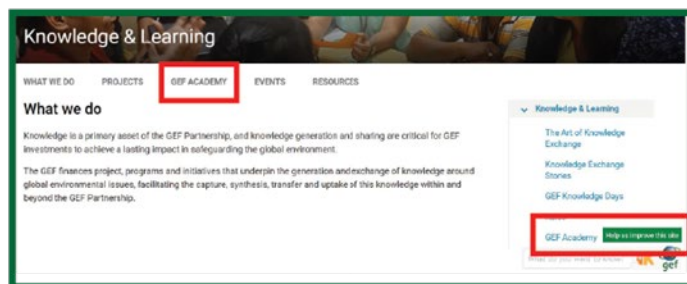 Knowledge & Learning
WHAT WE DO PROJECTS GEF ACADEMY EVENTS RESOURCES
What we do
Knowledge is a primary asset of the GEF Partnership, and knowledge generation and sharing are critical for GEF
investments to achieve a lasting impact in safeguarding the global environment.
The GEF finances project, programs and initiatives that underpin the generation andexchange of knowledge around
global environmental issues, facilitating the capture, synthesis, transfer and uptake of this knowledge within and
beyond the GEF Partnership.
Knowledge & Learning
The Art of Knowledge
Exchange
Knowledge Exchange
Stories
GEF Knowledge Days
GEF Academy
Help us improve this site
gef